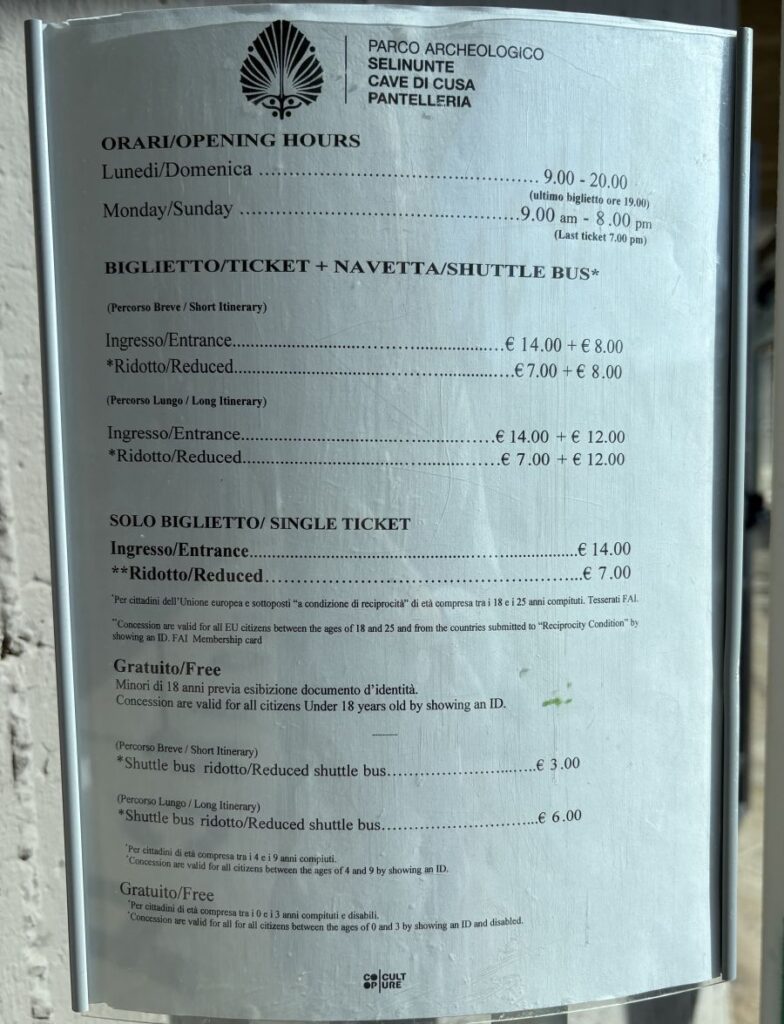 PARCO ARCHEOLOGICO
SELINUNTE
CAVE DI CUSA
PANTELLERIA
ORARI/OPENING HOURS
Lunedi/Domenica ........................................................ 9.00 - 20.00
(ultimo biglietto ore 19.00)
Monday/Sunday ........................................................9.00 am - 8.00 pm
(Last ticket 7.00 pm)
BIGLIETTO/TICKET + NAVETTA/SHUTTLE BUS*
(Percorso Breve / Short Itinerary)
Ingresso/Entrance........................................................€ 14.00 + € 8.00
*Ridotto/Reduced........................................................€ 7.00 + € 8.00
(Percorso Lungo / Long Itinerary)
Ingresso/Entrance........................................................€ 14.00 + € 12.00
*Ridotto/Reduced........................................................€ 7.00 + € 12.00
SOLO BIGLIETTO/ SINGLE TICKET
Ingresso/Entrance........................................................€ 14.00
**Ridotto/Reduced........................................................€ 7.00
*Per cittadini dell'Unione europea e sottoposti "a condizione di reciprocità" di età compresa tra i 18 e i 25 anni compituti. Tesserati FAI.
**Concession are valid for all EU citizens between the ages of 18 and 25 and from the countries submitted to "Reciprocity Condition" by
showing an ID. FAI Membership card
Gratuito/Free
Minori di 18 anni previa esibizione documento d'identità.
Concession are valid for all citizens Under 18 years old by showing an ID.
(Percorso Breve / Short Itinerary)
*Shuttle bus ridotto/Reduced shuttle bus................................€ 3.00
(Percorso Lungo / Long Itinerary)
*Shuttle bus ridotto/Reduced shuttle bus................................€ 6.00
*Per cittadini di età compresa tra i 4 e i 9 anni compiuti.
*Concession are valid for all citizens between the ages of 4 and 9 by showing an ID.
Gratuito/Free
*Per cittadini di età compresa tra i 0 e i 3 anni compituti e disabili.
*Concession are valid for all for all citizens between the ages of 0 and 3 by showing an ID and disabled.
CO|CULT
OP|URE